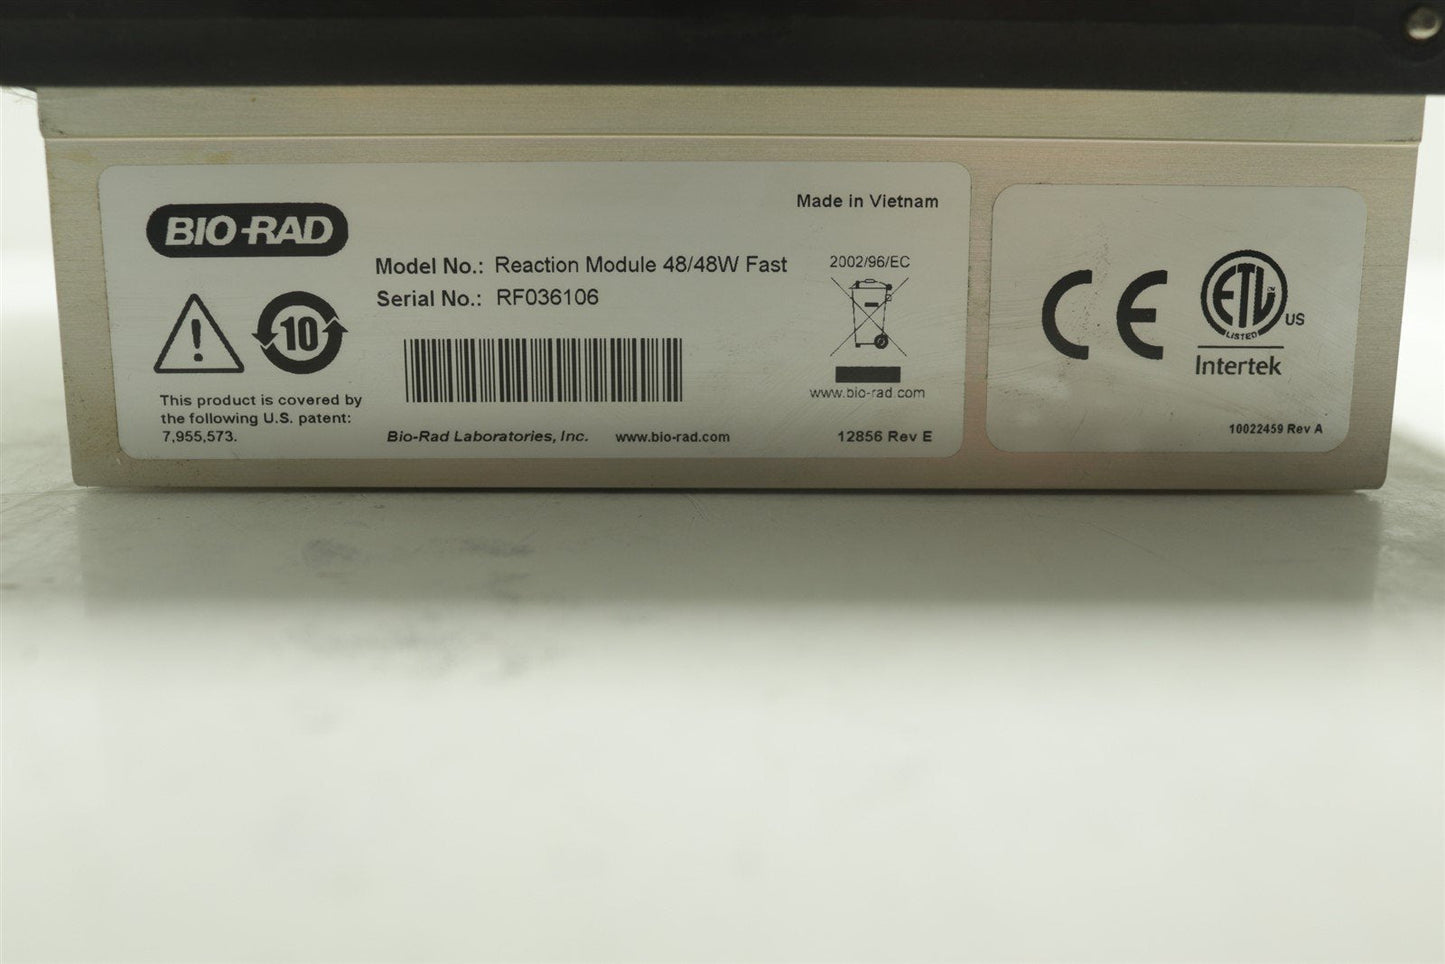 BIO-RAD
Made in Vietnam
Model No.: Reaction Module 48/48W Fast
Serial No.: RF036106
2002/96/EC
10
This product is covered by
the following U.S. patent:
7,955,573.
www.bio-rad.com
Bio-Rad Laboratories, Inc. www.bio-rad.com
12856 Rev E
CE
ETL
CM
LISTED
US
Intertek
10022459 Rev A